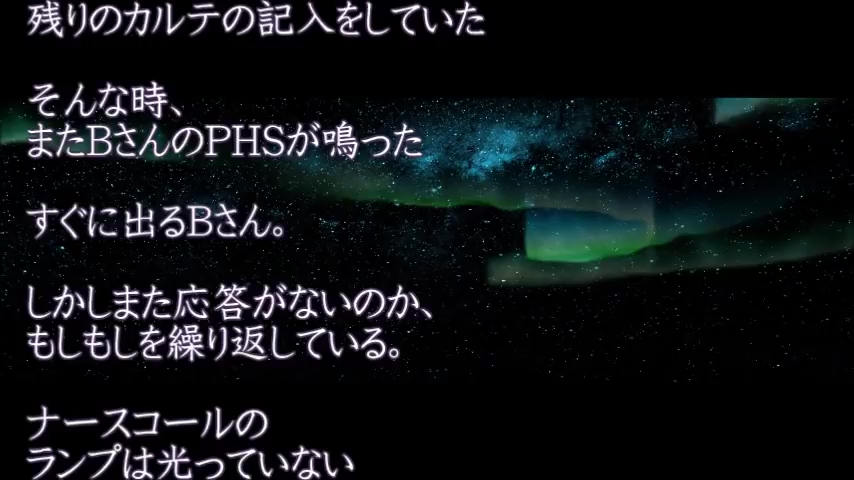 残りのカルテの記入をしていた
そんな時、
またBさんのPHSが鳴った
すぐに出るBさん。
しかしまた応答がないのか、
もしもしを繰り返している。
ナースコールの
ランプは光っていない